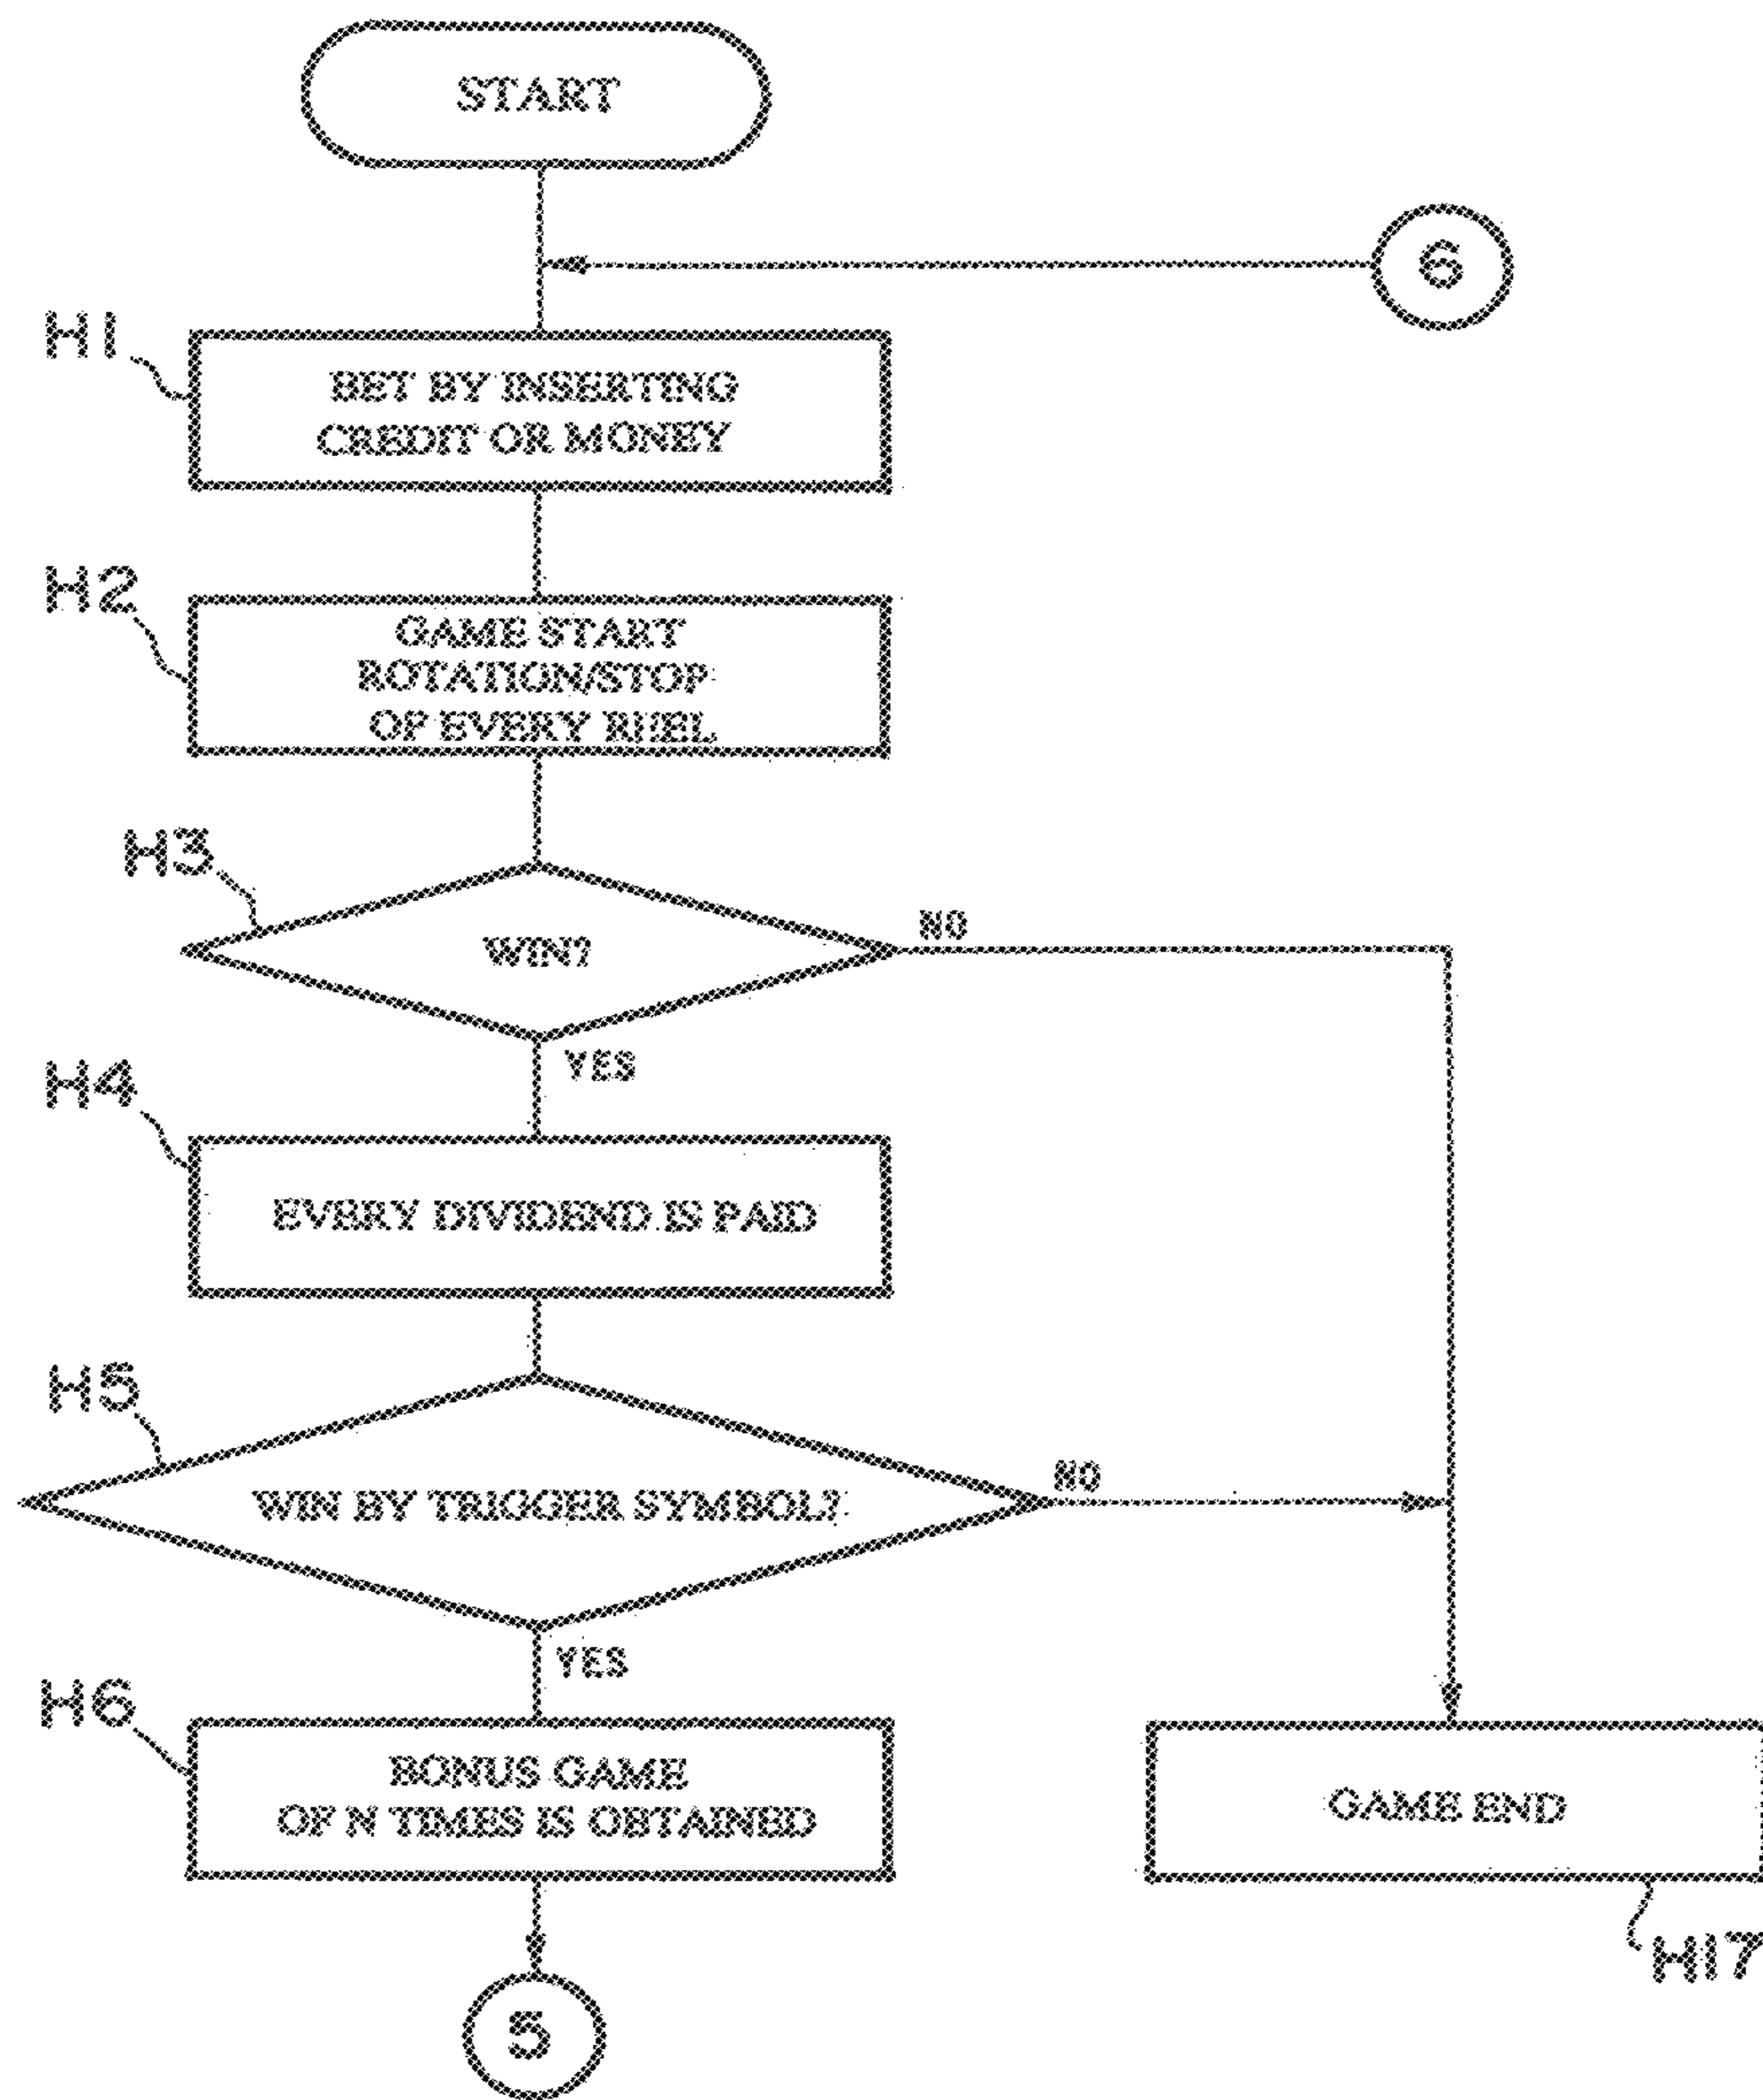 START
6
H1
BET BY INSERTING
CREDIT OR MONEY
H2
GAME START
ROTATION/STOP
OF EVERY REEL
H3
WIN?
NO
YES
H4
EVERY DIVIDEND IS PAID
H5
WIN BY TRIGGER SYMBOL?
NO
YES
H6
BONUS GAME
OF N TIMES IS OBTAINED
GAME END
H17
5